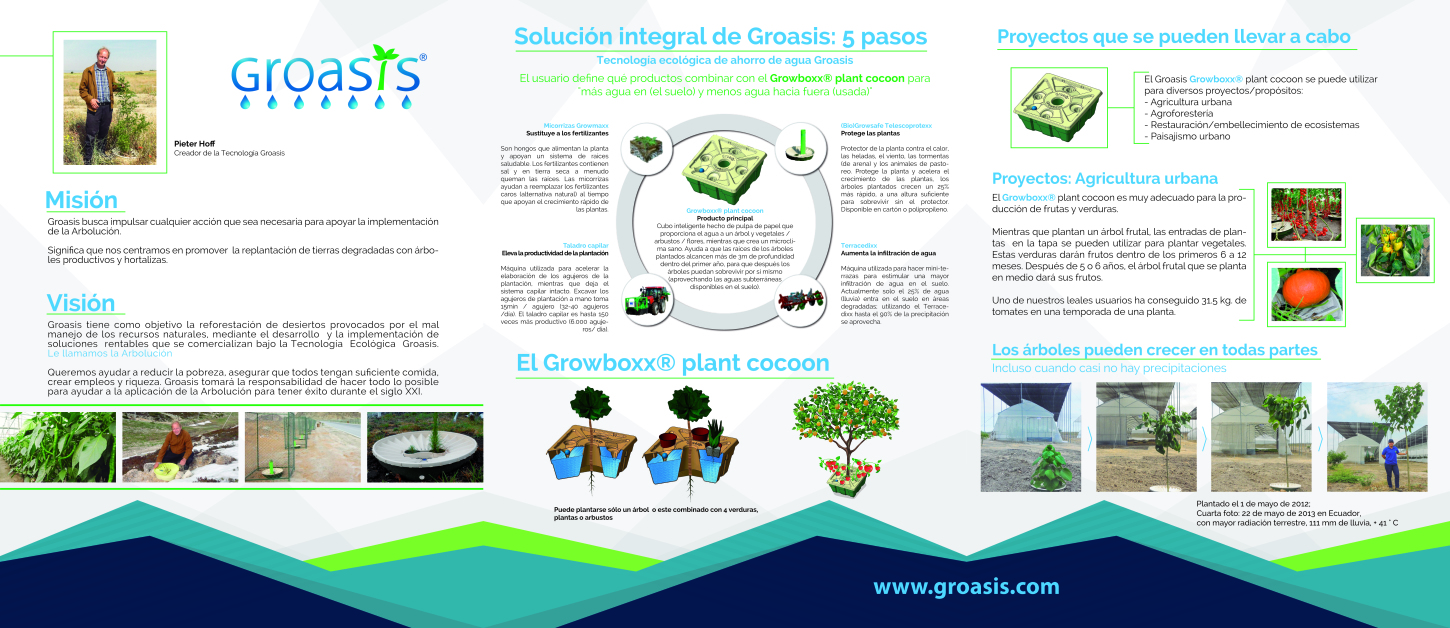 groasis®
Pieter Hoff
Creador de la Tecnología Groasis
Misión
Groasis busca impulsar cualquier acción que sea necesaria para apoyar la implementación
de la Arbolución.
Significa que nos centramos en promover la replantación de tierras degradadas con árbo-
les productivos y hortalizas.
Visión
Groasis tiene como objetivo la reforestación de desiertos provocados por el mal
manejo de los recursos naturales, mediante el desarrollo y la implementación de
soluciones rentables que se comercializan bajo la Tecnología Ecológica Groasis.
Le llamamos la Arbolución
Queremos ayudar a reducir la pobreza, asegurar que todos tengan suficiente comida,
crear empleos y riqueza. Groasis tomará la responsabilidad de hacer todo lo posible
para ayudar a la aplicación de la Arbolución para tener éxito durante el siglo XXI.
Solución integral de Groasis: 5 pasos
Tecnología ecológica de ahorro de agua Groasis
El usuario define qué productos combinar con el Growboxx® plant cocoon para
"más agua en (el suelo) y menos agua hacia fuera (usada)"
Micorrizas Growmaxx
Sustituye a los fertilizantes
Son hongos que alimentan la planta
y apoyan un sistema de raíces
saludable. Los fertilizantes contienen
sal y en tierra seca a menudo
queman las raíces. Las micorrizas
ayudan a reemplazar los fertilizantes
caros (alternativa natural) al tiempo
que apoyan el crecimiento rápido de
las plantas.
(Bio)Growsafe Telescoprotexx
Protege las plantas
Protector de la planta contra el calor,
las heladas, el viento, las tormentas
(de arena) y los animales de pasto-
reo. Protege la planta y acelera el
crecimiento de las plantas, los
árboles plantados crecen un 25%
más rápido, a una altura suficiente
para sobrevivir sin el protector.
Disponible en cartón o polipropileno.
Growboxx® plant cocoon
Producto principal
Cubo inteligente hecho de pulpa de papel que
proporciona el agua a un árbol y vegetales /
arbustos / flores, mientras que crea un microcli-
ma sano. Ayuda a que las raíces de los árboles
plantados alcancen más de 3m de profundidad
dentro del primer año, para que después los
árboles puedan sobrevivir por si mismo
(aprovechando las aguas subterráneas
disponibles en el suelo).
Taladro capilar
Eleva la productividad de la plantación
Máquina utilizada para acelerar la
elaboración de los agujeros de la
plantación, mientras que deja el
sistema capilar intacto. Excavar los
agujeros de plantación a mano toma
15min / agujero (32-40 agujeros
/día). El taladro capilar es hasta 150
veces más productivo (6.000 aguje-
ros/ día).
Terracedixx
Aumenta la infiltración de agua
Máquina utilizada para hacer mini-te-
rrazas para estimular una mayor
infiltración de agua en el suelo.
Actualmente solo el 25% de agua
(lluvia) entra en el suelo en áreas
degradadas; utilizando el Terrace-
dixx hasta el 90% de la precipitación
se aprovecha.
El Growboxx® plant cocoon
Puede plantarse sólo un árbol o este combinado con 4 verduras,
plantas o arbustos
Proyectos que se pueden llevar a cabo
El Groasis Growboxx® plant cocoon se puede utilizar
para diversos proyectos/propósitos:
- Agricultura urbana
- Agroforestería
- Restauración/embellecimiento de ecosistemas
- Paisajismo urbano
Proyectos: Agricultura urbana
El Growboxx® plant cocoon es muy adecuado para la pro-
ducción de frutas y verduras.
Mientras que plantan un árbol frutal, las entradas de plan-
tas en la tapa se pueden utilizar para plantar vegetales.
Estas verduras darán frutos dentro de los primeros 6 a 12
meses. Después de 5 o 6 años, el árbol frutal que se planta
en medio dará sus frutos.
Uno de nuestros leales usuarios ha conseguido 31.5 kg. de
tomates en una temporada de una planta.
Los árboles pueden crecer en todas partes
Incluso cuando casi no hay precipitaciones
Plantado el 1 de mayo de 2012;
Cuarta foto: 22 de mayo de 2013 en Ecuador,
con mayor radiación terrestre, 111 mm de lluvia, + 41 ° C
www.groasis.com